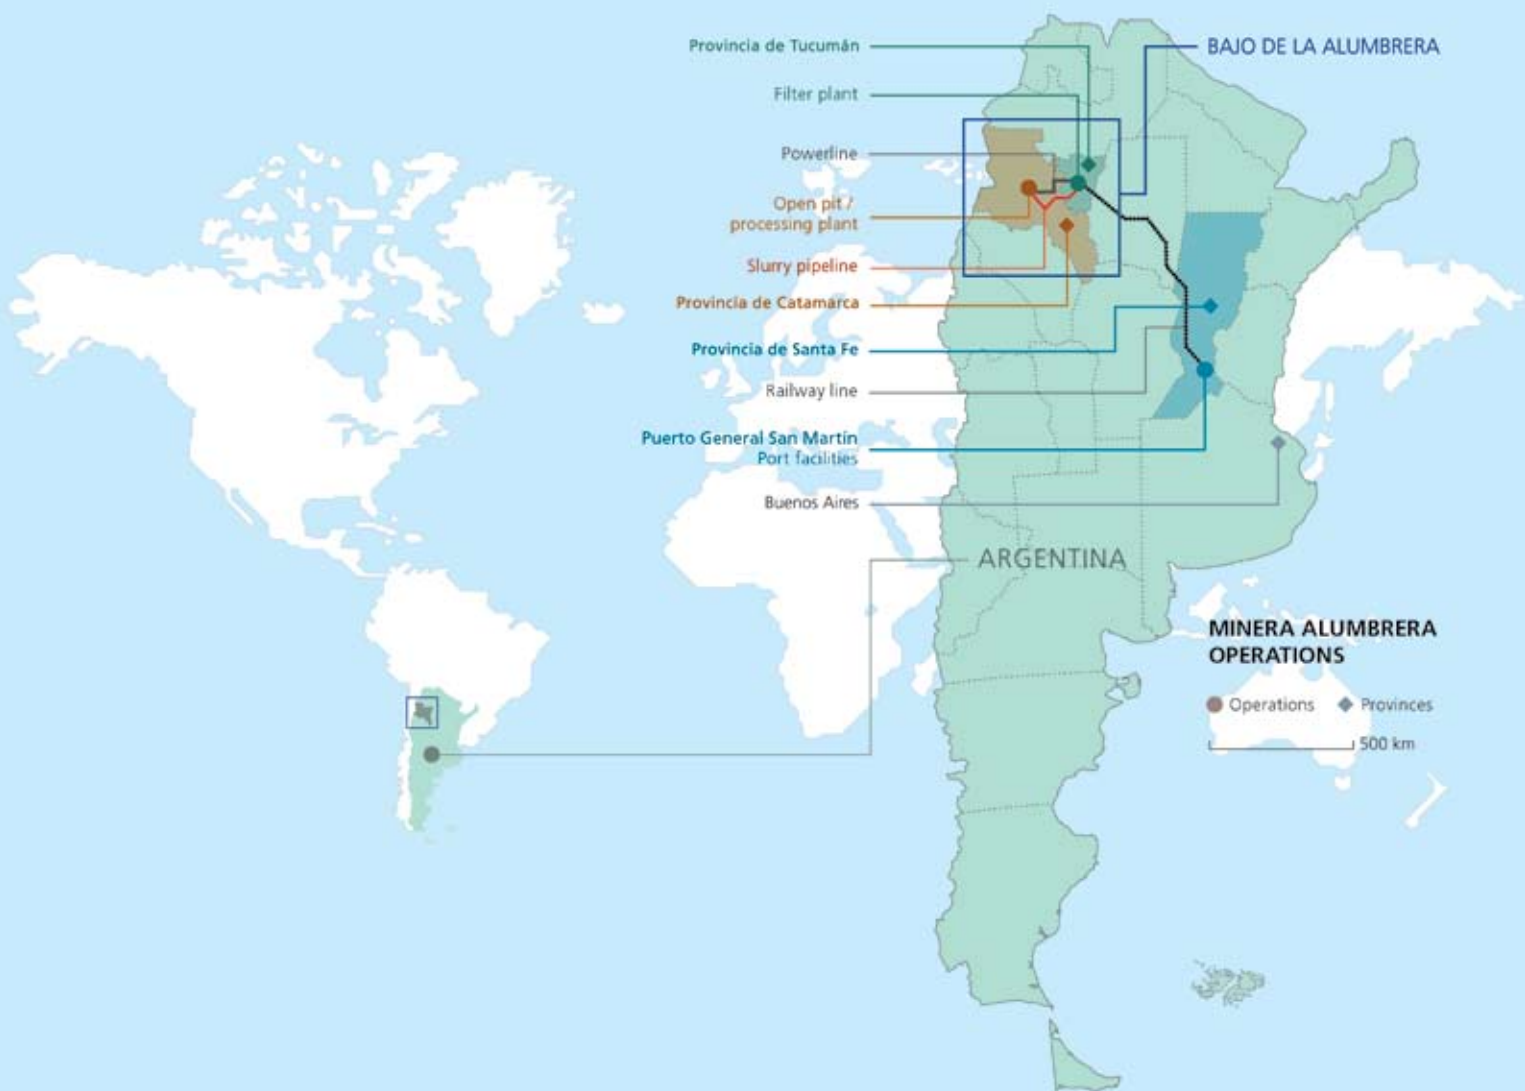 Provincia de Tucumán
BAJO DE LA ALUMBRERA
Filter plant
Powerline
Open pit /
processing plant
Slurry pipeline
Provincia de Catamarca
Provincia de Santa Fe
Railway line
Puerto General San Martín
Port facilities
Buenos Aires
ARGENTINA
MINERA ALUMBRERA
OPERATIONS
Operations
Provinces
500 km